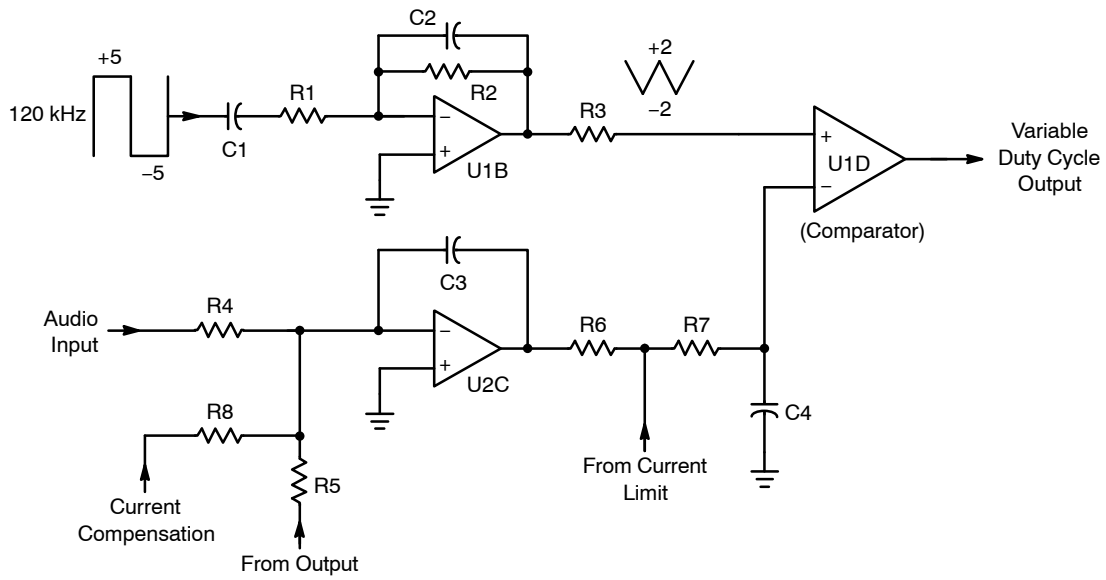 C2
+5
+2
R1
R2
R3
120 kHz
−2
C1
−5
+
−
Variable
Duty Cycle
Output
−
+
U1B
U1D
(Comparator)
C3
R4
R6
R7
Audio
Input
−
+
U2C
R8
C4
From Current
Limit
R5
Current
Compensation
From Output